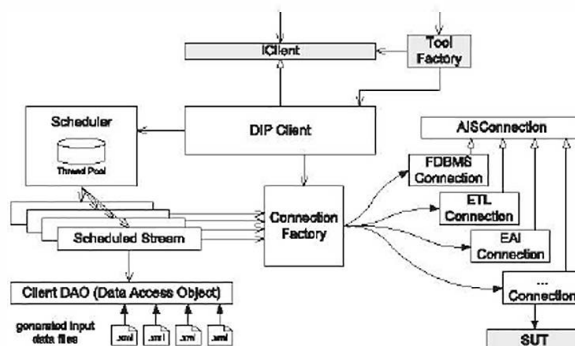 IClient
Tool
Factory
Scheduler
Thread Pool
DIP Client
AISConnection
FDBMS
Connection
ETL
Connection
EAI
Connection
...
Connection
Connection
Factory
Scheduled Stream
Client DAO (Data Access Object)
generated input
data files
.xml
.xml
.xml
.xml
SUT